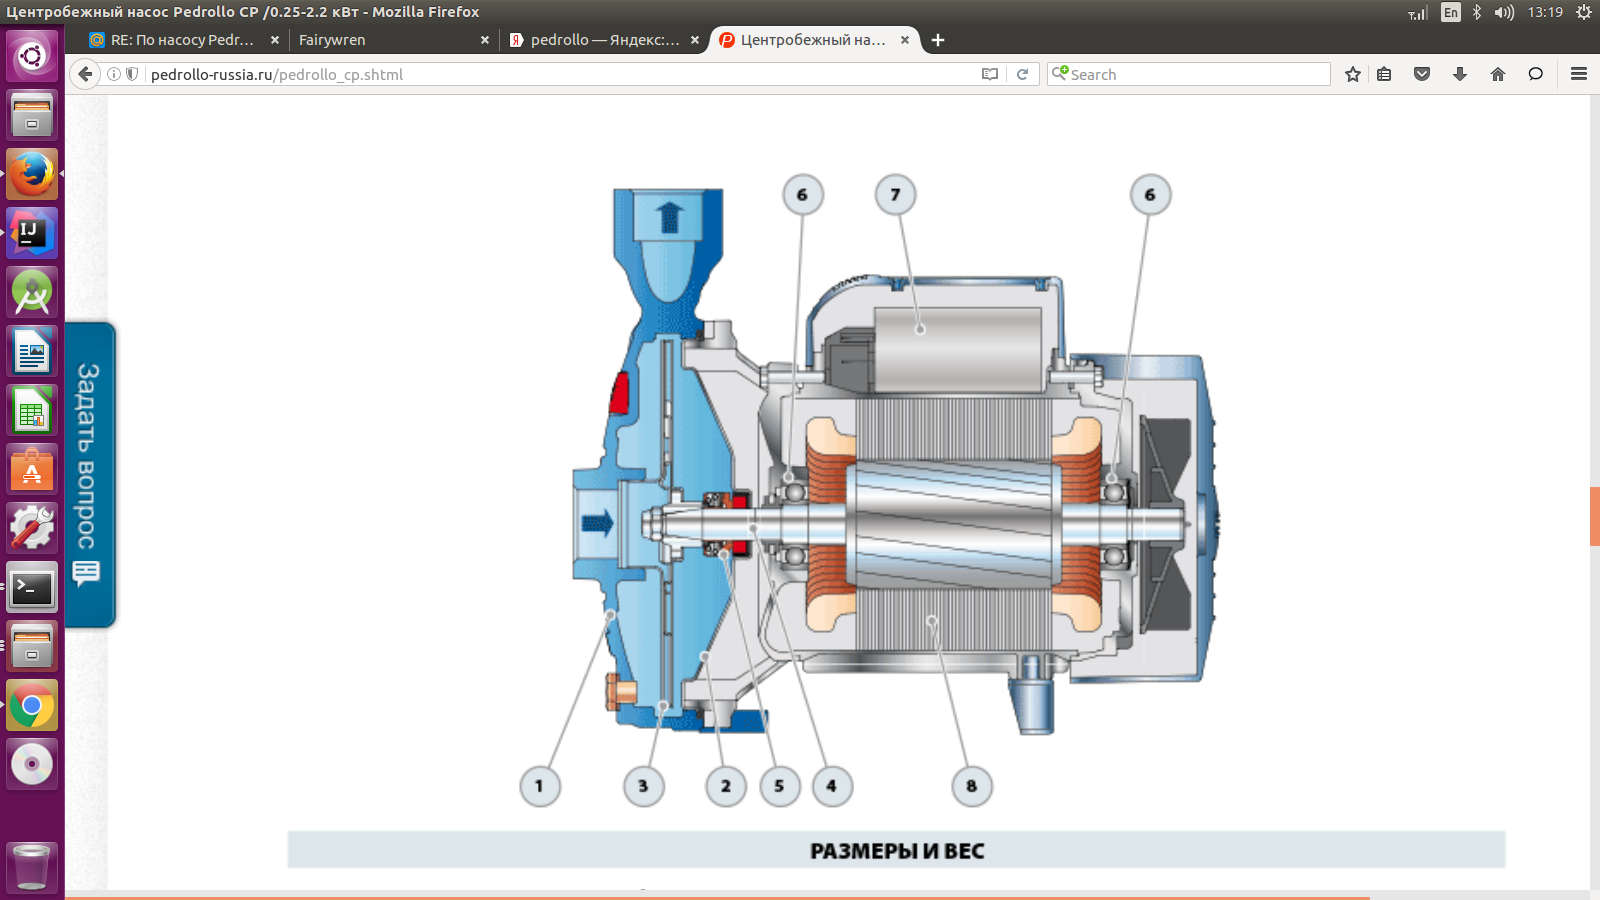 Центробежный насос Pedrollo CP /0.25-2.2 кВт - Mozilla Firefox
En
13:19
RE: По насосу Pedr...
Fairywren
pedrollo — Яндекс:...
Центробежный на...
pedrollo-russia.ru/pedrollo_cp.shtml
Search
IJ
Задать вопрос
6
7
6
1
3
2
5
4
8
РАЗМЕРЫ И ВЕС